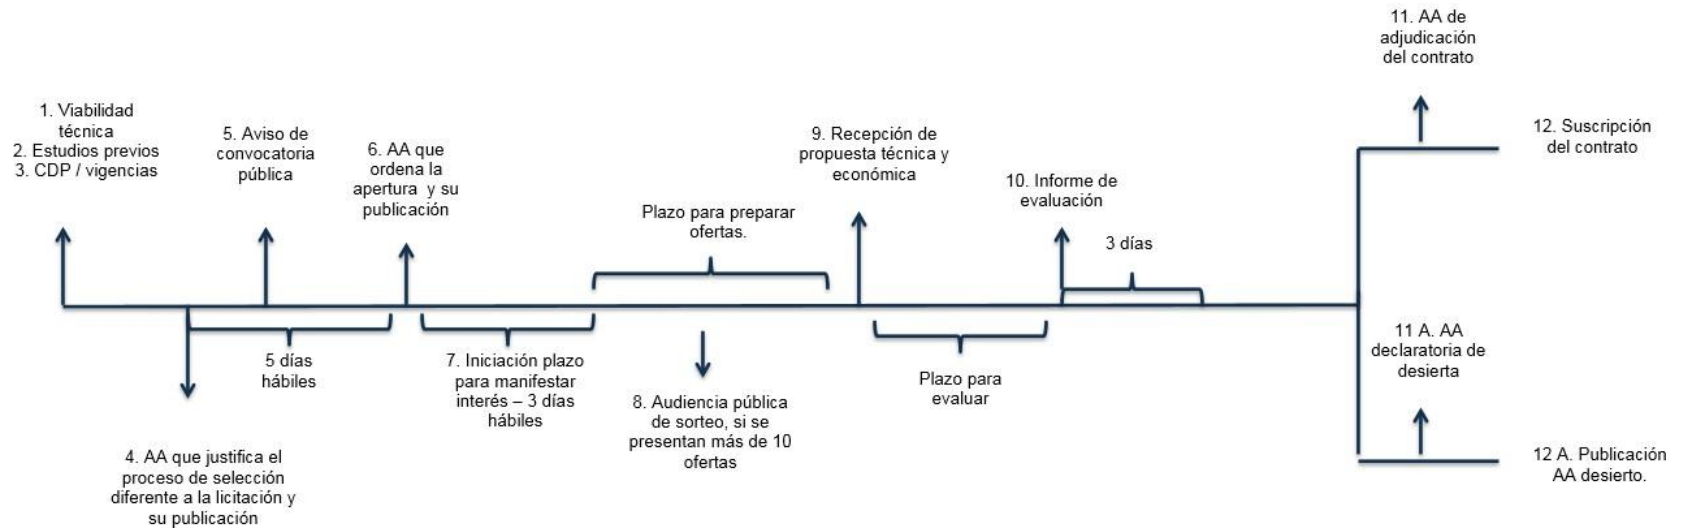 1. Viabilidad
técnica
2. Estudios previos
3. CDP / vigencias
4. AA que justifica el
proceso de selección
diferente a la licitación y
su publicación
5. Aviso de
convocatoria
pública
5 días
hábiles
6. AA que
ordena la
apertura y su
publicación
7. Iniciación plazo
para manifestar
interés – 3 días
hábiles
Plazo para preparar
ofertas.
8. Audiencia pública
de sorteo, si se
presentan más de 10
ofertas
9. Recepción de
propuesta técnica y
económica
Plazo para
evaluar
10. Informe de
evaluación
3 días
11. AA de
adjudicación
del contrato
12. Suscripción
del contrato
11 A. AA
declaratoria de
desierta
12 A. Publicación
AA desierto.